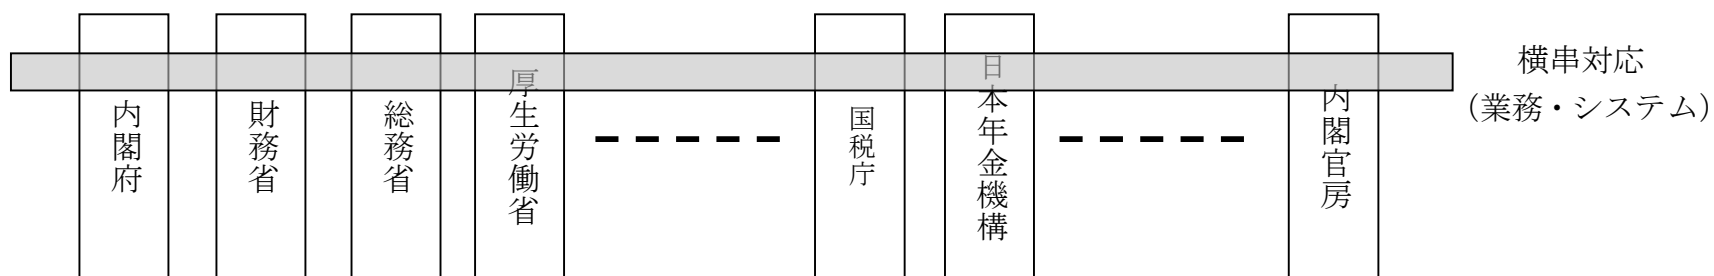 内閣府
財務省
総務省
厚生労働省
国税庁
日本年金機構
内閣官房
横串対応
（業務・システム）